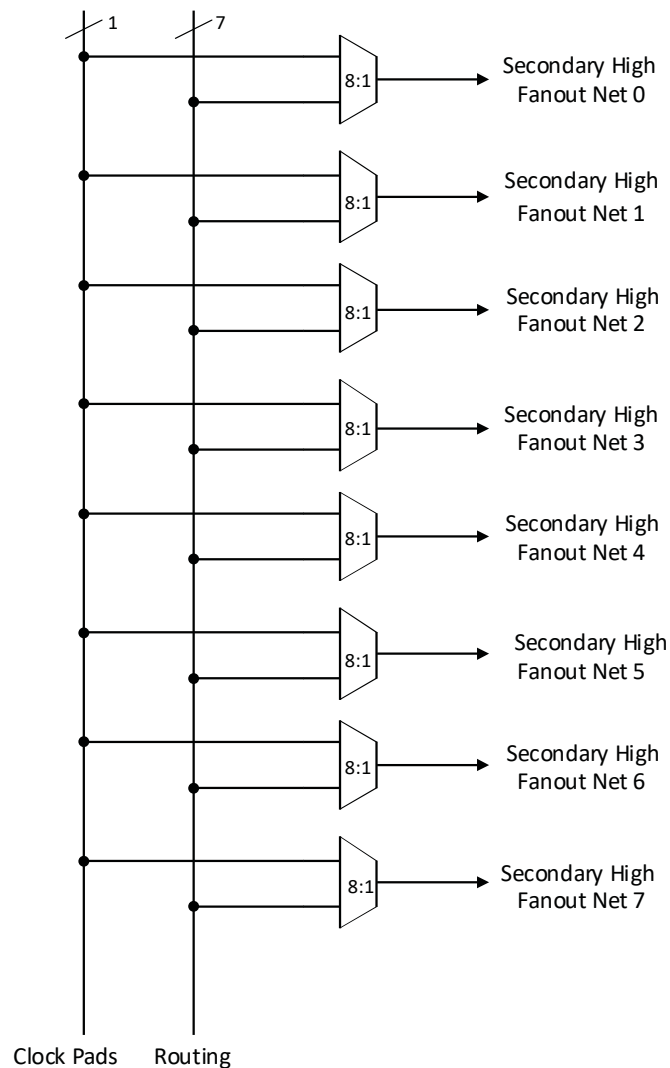 1
7
8:1
Secondary High
Fanout Net 0
8:1
Secondary High
Fanout Net 1
8:1
Secondary High
Fanout Net 2
8:1
Secondary High
Fanout Net 3
8:1
Secondary High
Fanout Net 4
8:1
Secondary High
Fanout Net 5
8:1
Secondary High
Fanout Net 6
8:1
Secondary High
Fanout Net 7
Clock Pads
Routing